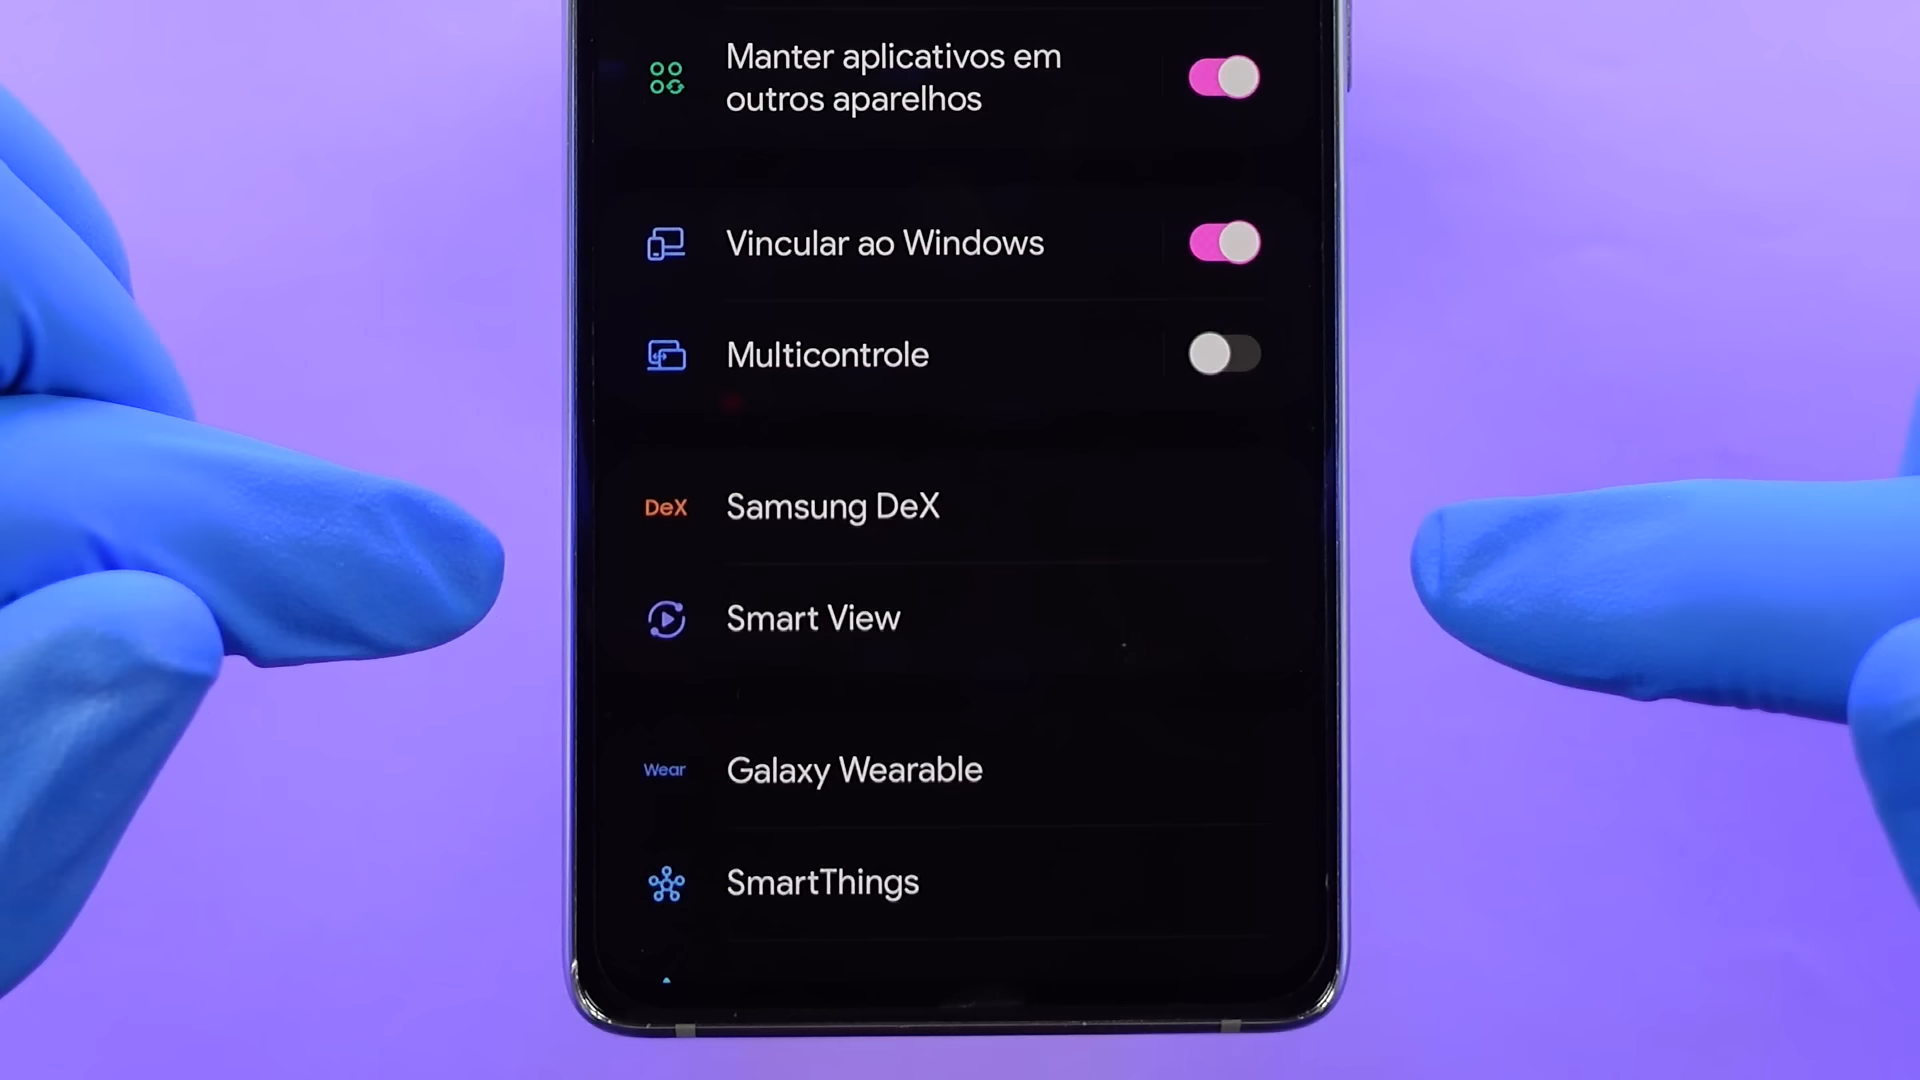 Manter aplicativos em
outros aparelhos
Vincular ao Windows
Multicontrole
DeX Samsung DeX
Smart View
Wear Galaxy Wearable
SmartThings